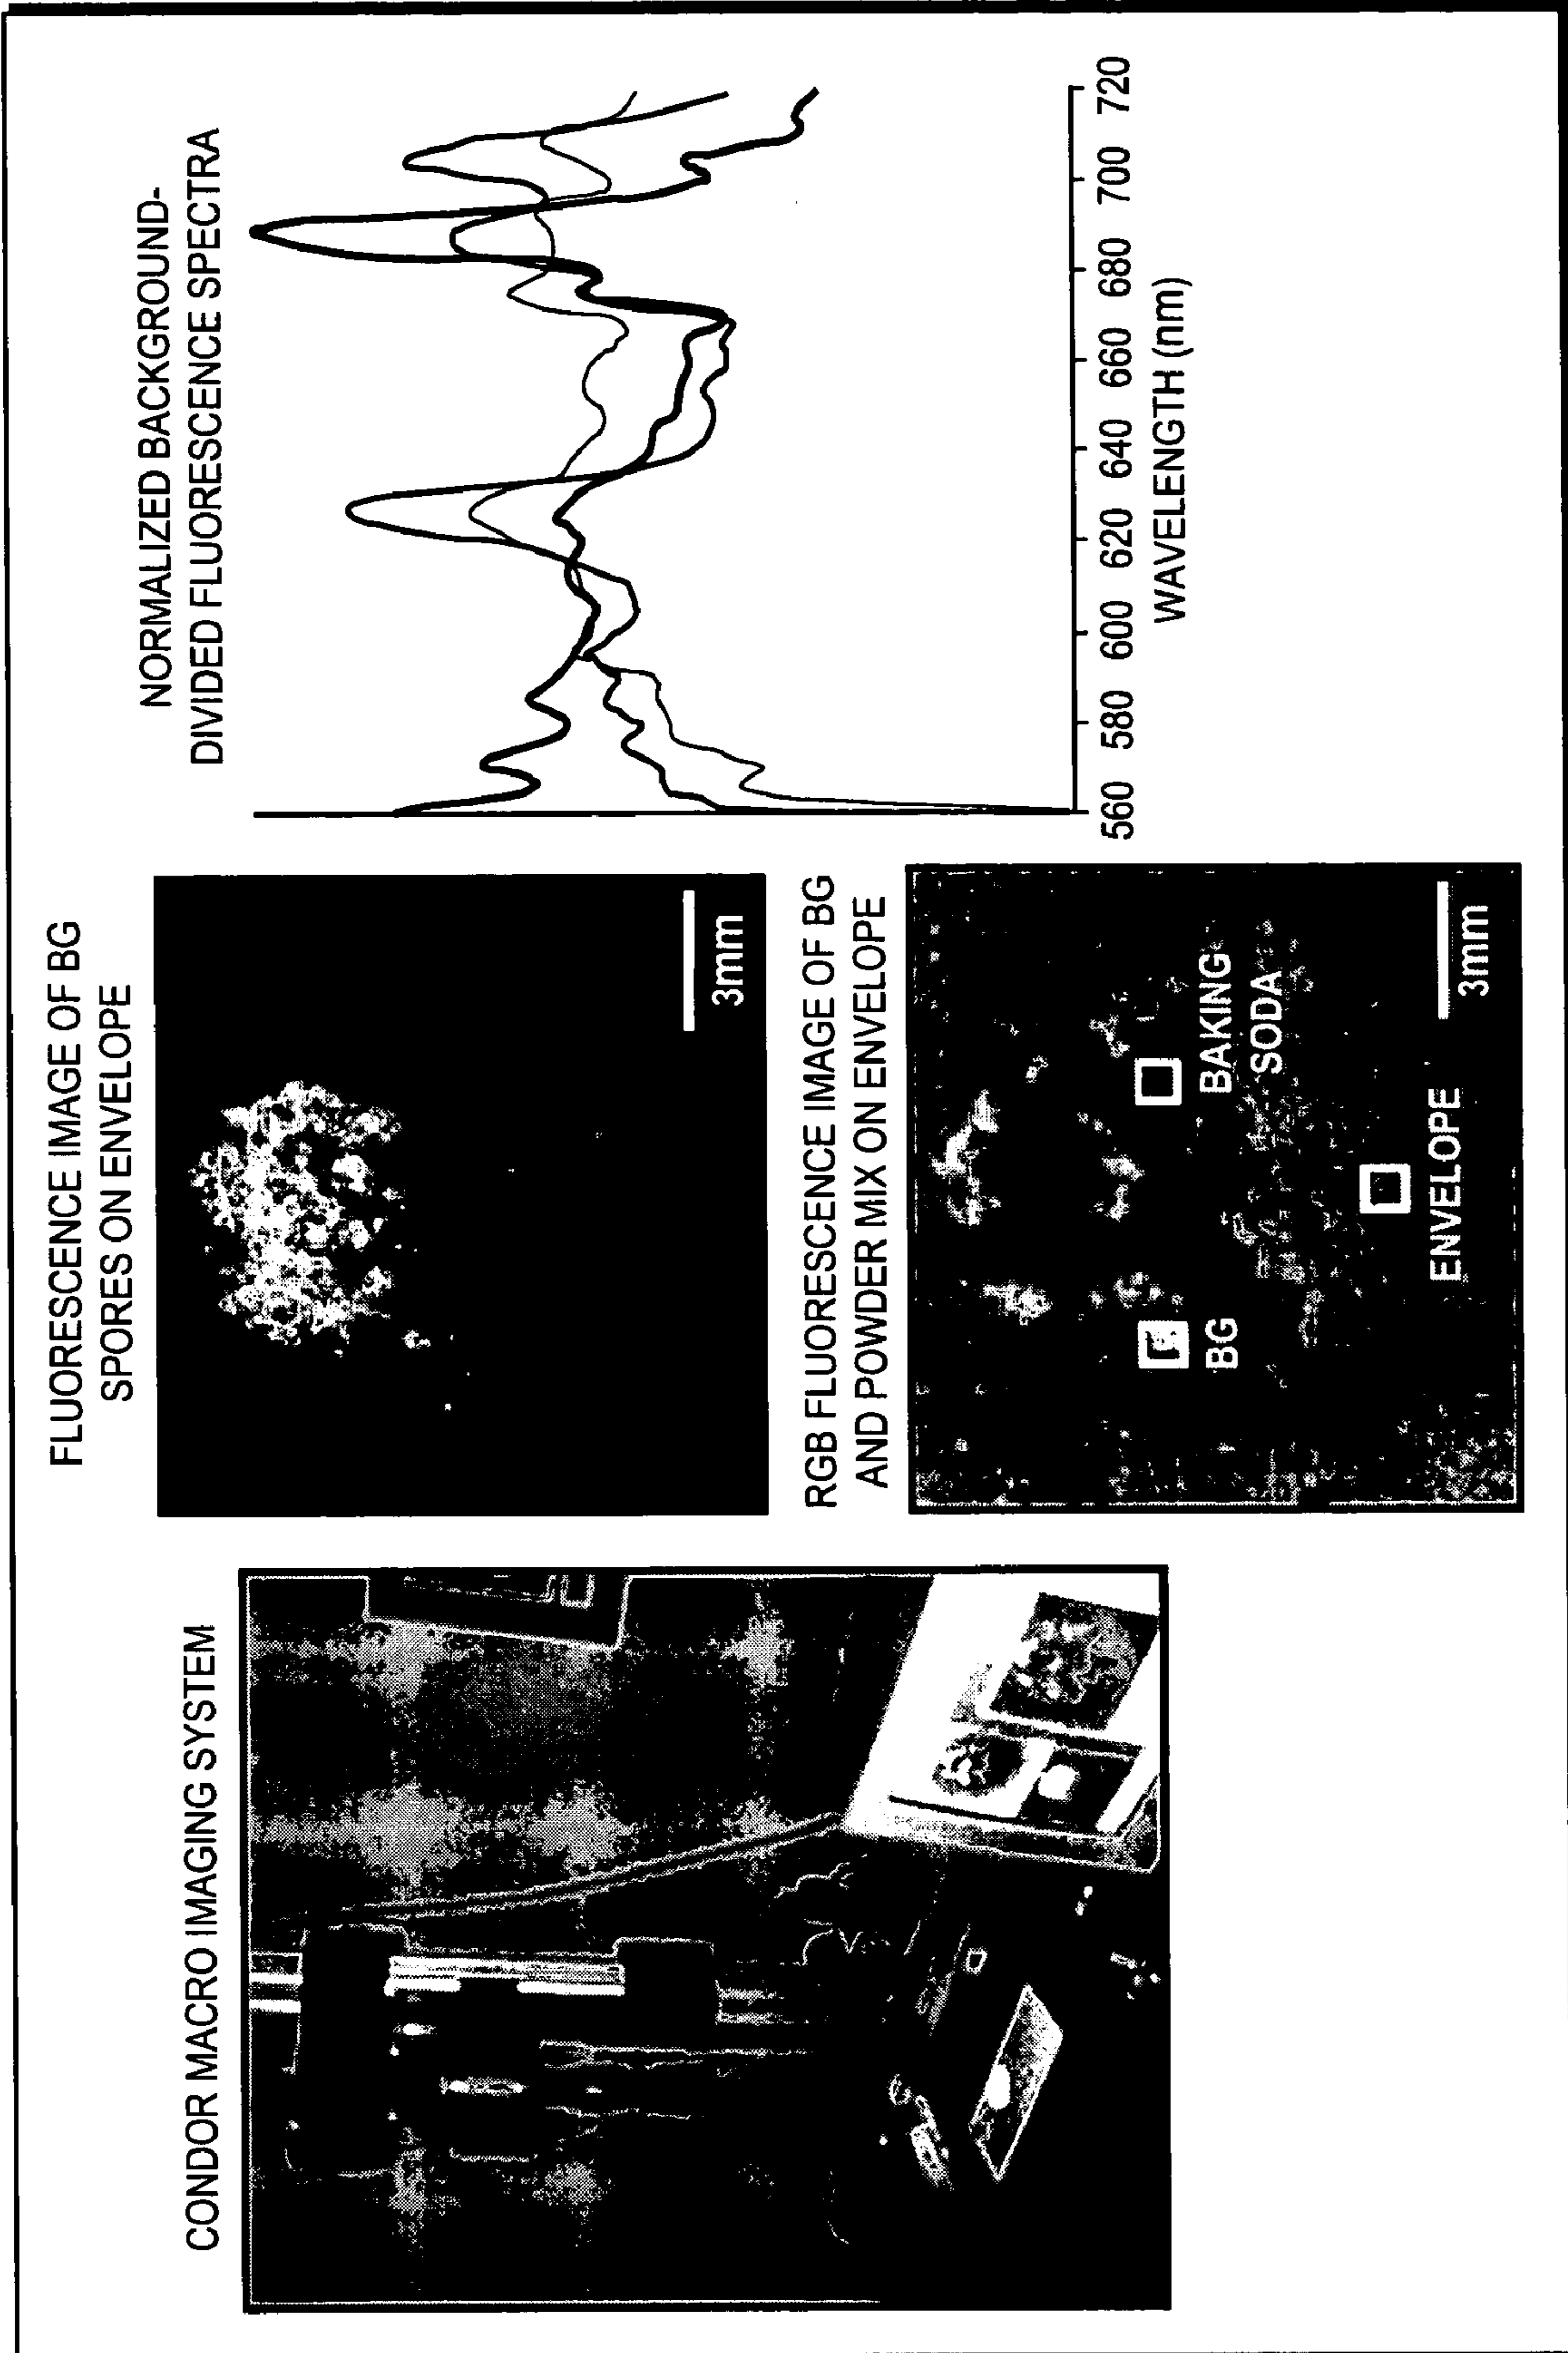 CONDOR MACRO IMAGING SYSTEM
FLUORESCENCE IMAGE OF BG
SPORES ON ENVELOPE
3mm
RGB FLUORESCENCE IMAGE OF BG
AND POWDER MIX ON ENVELOPE
BG
BAKING
SODA
ENVELOPE
3mm
NORMALIZED BACKGROUND-
DIVIDED FLUORESCENCE SPECTRA
560 580 600 620 640 660 680 700 720
WAVELENGTH (nm)